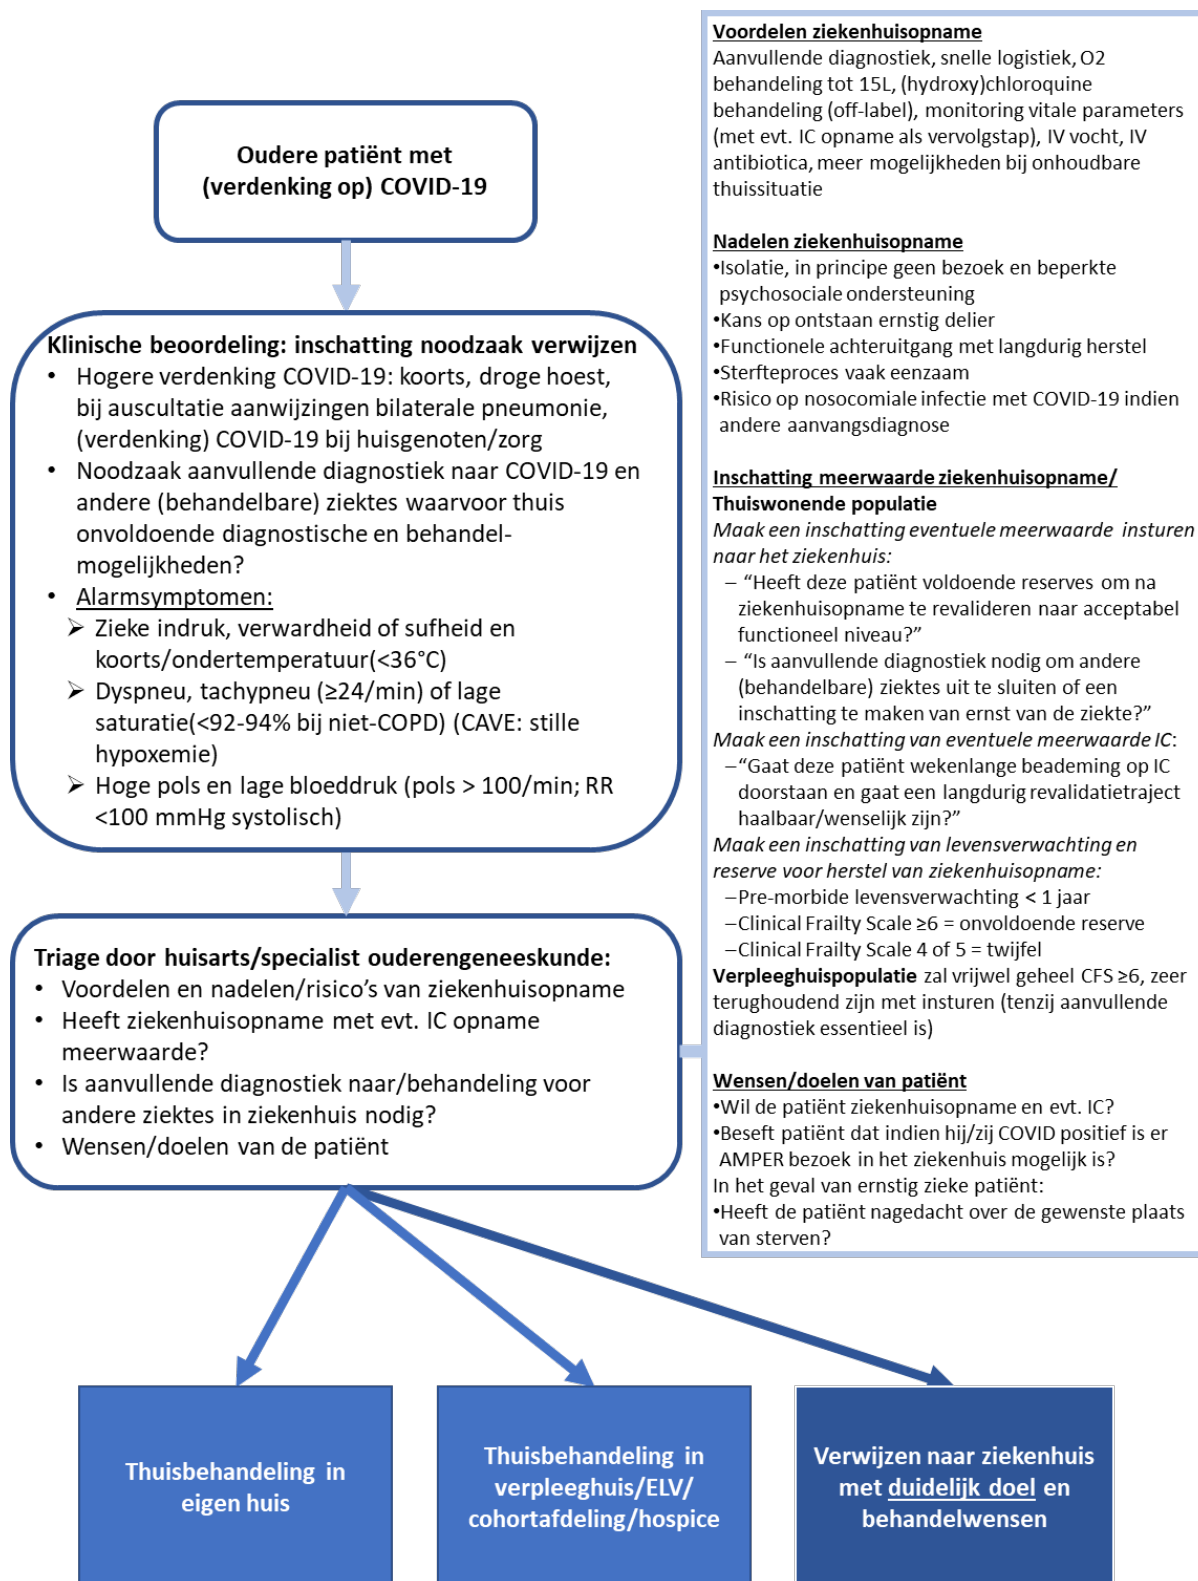 Oudere patiënt met
(verdenking op) COVID-19
Klinische beoordeling: inschatting noodzaak verwijzen
• Hogere verdenking COVID-19: koorts, droge hoest,
bij auscultatie aanwijzingen bilaterale pneumonie,
(verdenking) COVID-19 bij huisgenoten/zorg
• Noodzaak aanvullende diagnostiek naar COVID-19 en
andere (behandelbare) ziektes waarvoor thuis
onvoldoende diagnostische en behandel-
mogelijkheden?
• Alarmsymptomen:
➢ Zieke indruk, verwardheid of sufheid en
koorts/ondertemperatuur(<36°C)
➢ Dyspneu, tachypneu (≥24/min) of lage
saturatie(<92-94% bij niet-COPD) (CAVE: stille
hypoxemie)
➢ Hoge pols en lage bloeddruk (pols > 100/min; RR
<100 mmHg systolisch)
Triage door huisarts/specialist ouderengeneeskunde:
• Voordelen en nadelen/risico’s van ziekenhuisopname
• Heeft ziekenhuisopname met evt. IC opname
meerwaarde?
• Is aanvullende diagnostiek naar/behandeling voor
andere ziektes in ziekenhuis nodig?
• Wensen/doelen van de patiënt
Voordelen ziekenhuisopname
Aanvullende diagnostiek, snelle logistiek, O2
behandeling tot 15L, (hydroxy)chloroquine
behandeling (off-label), monitoring vitale parameters
(met evt. IC opname als vervolgstap), IV vocht, IV
antibiotica, meer mogelijkheden bij onhoudbare
thuissituatie
Nadelen ziekenhuisopname
•Isolatie, in principe geen bezoek en beperkte
psychosociale ondersteuning
•Kans op ontstaan ernstig delier
•Functionele achteruitgang met langdurig herstel
•Sterfteproces vaak eenzaam
•Risico op nosocomiale infectie met COVID-19 indien
andere aanvangsdiagnose
Inschatting meerwaarde ziekenhuisopname/
Thuiswonende populatie
Maak een inschatting eventuele meerwaarde insturen
naar het ziekenhuis:
– “Heeft deze patiënt voldoende reserves om na
ziekenhuisopname te revalideren naar acceptabel
functioneel niveau?”
– “Is aanvullende diagnostiek nodig om andere
(behandelbare) ziektes uit te sluiten of een
inschatting te maken van ernst van de ziekte?”
Maak een inschatting van eventuele meerwaarde IC:
–“Gaat deze patiënt wekenlange beademing op IC
doorstaan en gaat een langdurig revalidatietraject
haalbaar/wenselijk zijn?”
Maak een inschatting van levensverwachting en
reserve voor herstel van ziekenhuisopname:
–Pre-morbide levensverwachting < 1 jaar
–Clinical Frailty Scale ≥6 = onvoldoende reserve
–Clinical Frailty Scale 4 of 5 = twijfel
Verpleeghuispopulatie zal vrijwel geheel CFS ≥6, zeer
terughoudend zijn met insturen (tenzij aanvullende
diagnostiek essentieel is)
Wensen/doelen van patiënt
•Wil de patiënt ziekenhuisopname en evt. IC?
•Beseft patiënt dat indien hij/zij COVID positief is er
AMPER bezoek in het ziekenhuis mogelijk is?
In het geval van ernstig zieke patiënt:
•Heeft de patiënt nagedacht over de gewenste plaats
van sterven?
Thuisbehandeling in
eigen huis
Thuisbehandeling in
verpleeghuis/ELV/
cohortafdeling/hospice
Verwijzen naar ziekenhuis
met duidelijk doel en
behandelwensen